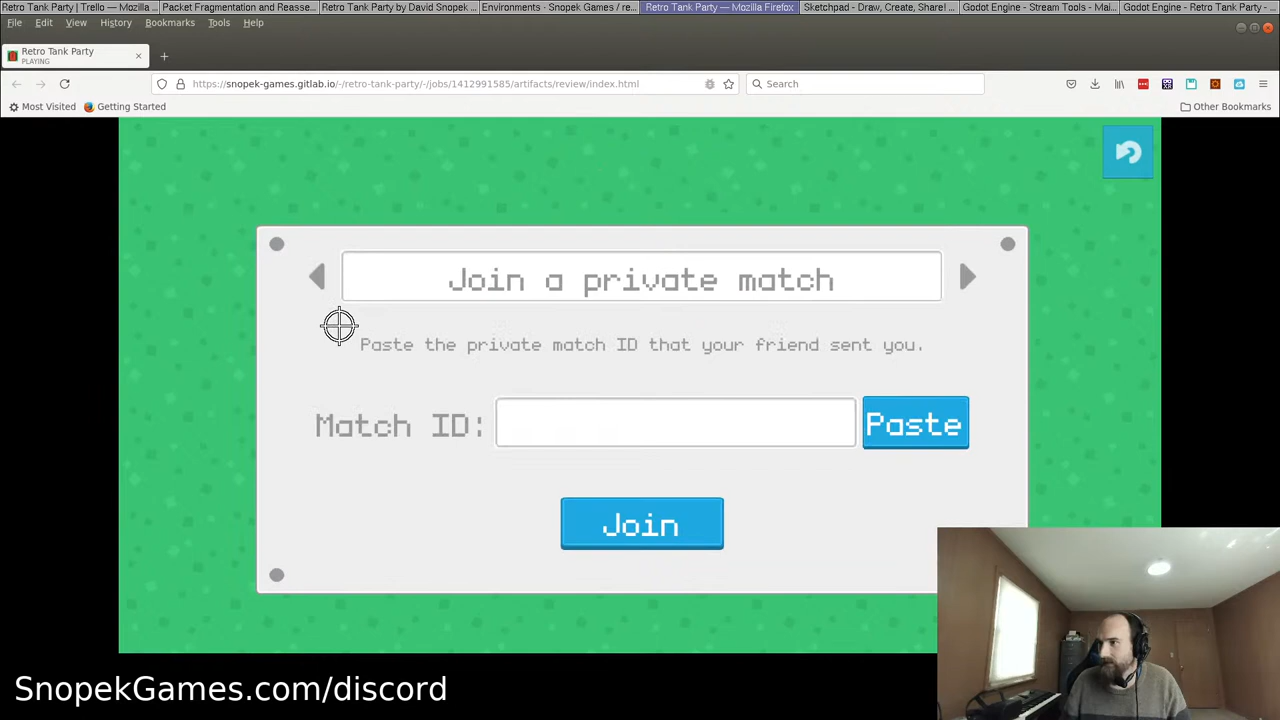 Retro Tank Party | Trello — Mozilla ...
Packet Fragmentation and Reasse...
Retro Tank Party by David Snopek ...
Environments · Snopek Games / re...
Retro Tank Party — Mozilla Firefox
Sketchpad - Draw, Create, Share! ...
Godot Engine - Stream Tools - Mai...
Godot Engine - Retro Tank Party - ...
File Edit View History Bookmarks Tools Help
Retro Tank Party
PLAYING
https://snopek-games.gitlab.io/-/retro-tank-party/-/jobs/1412991585/artifacts/review/index.html
Search
Most Visited
Getting Started
Other Bookmarks
Join a private match
Paste the private match ID that your friend sent you.
Match ID:
Paste
Join
SnopekGames.com/discord